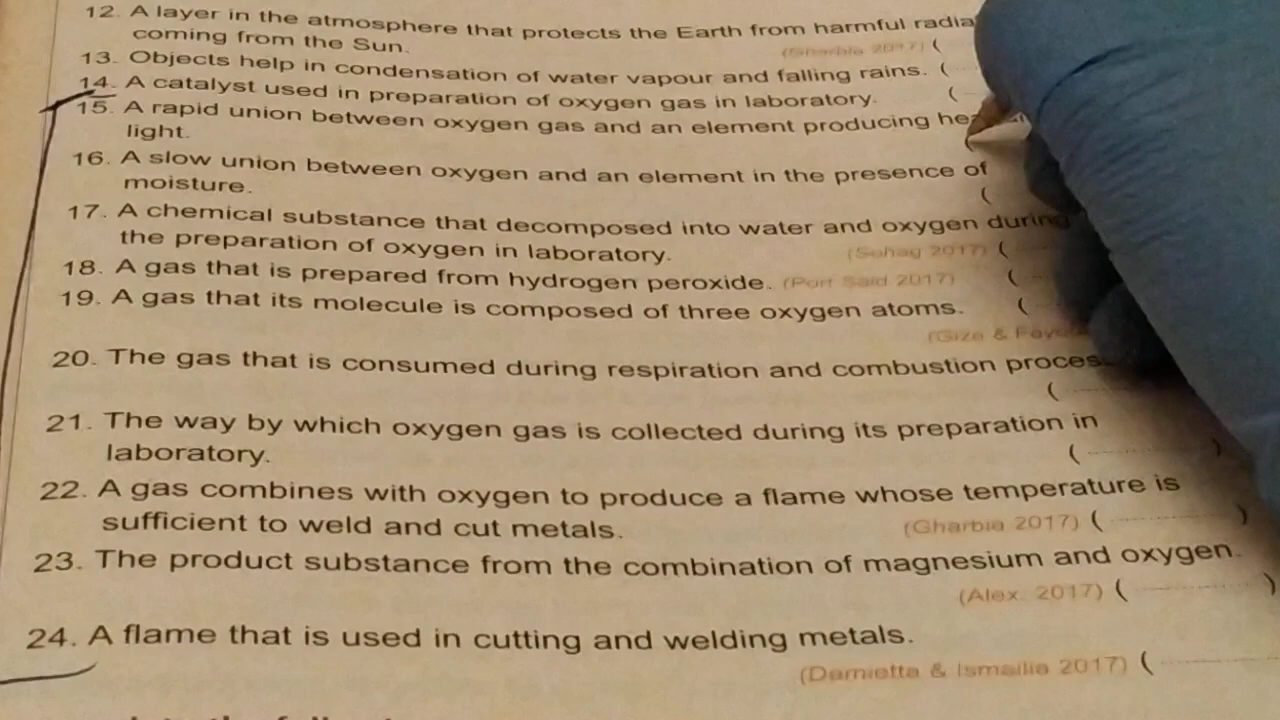 12. A layer in the atmosphere that protects the Earth from harmful
coming from the Sun. (Gharbia 2017) (
13. Objects help in condensation of water vapour and falling rains. (
14. A catalyst used in preparation of oxygen gas in laboratory. (
15. A rapid union between oxygen gas and an element producing
light. (
16. A slow union between oxygen and an element in the presence of
moisture. (
17. A chemical substance that decomposed into water and oxygen during
the preparation of oxygen in laboratory. (Sohag 2017) (
18. A gas that is prepared from hydrogen peroxide. (Port Said 2017) (
19. A gas that its molecule is composed of three oxygen atoms. (
(Giza &
20. The gas that is consumed during respiration and combustion
(
21. The way by which oxygen gas is collected during its preparation in
laboratory. ( .................... )
22. A gas combines with oxygen to produce a flame whose temperature is
sufficient to weld and cut metals. (Gharbia 2017) ( .................... )
23. The product substance from the combination of magnesium and oxygen.
(Alex. 2017) ( .................... )
24. A flame that is used in cutting and welding metals.
(Damietta & Ismailia 2017) ( ....................